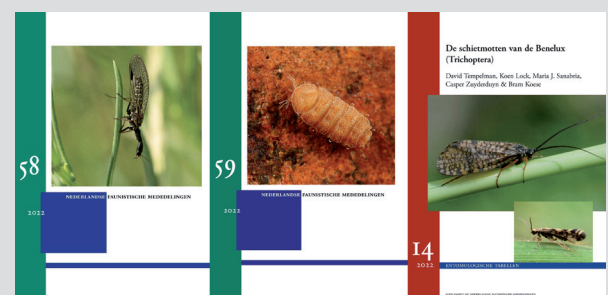 58
NEDERLANDSE FAUNISTISCHE MEDEDELINGEN
2022
59
NEDERLANDSE FAUNISTISCHE MEDEDELINGEN
2022
De schietmotten van de Benelux
(Trichoptera)
David Tempelman, Koen Lock, Maria J. Sanabria,
Casper Zuyderduyn & Bram Koese
14
2022
ENTOMOLOGISCHE TABELLEN